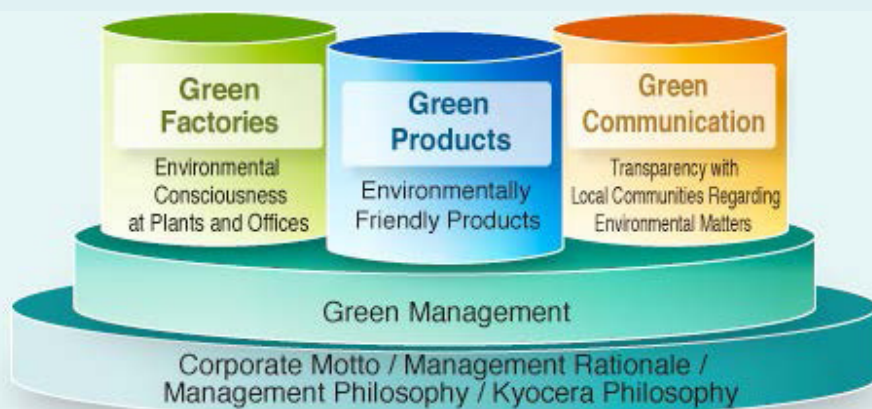 Green
Factories
Environmental
Consciousness
at Plants and Offices
Green
Products
Environmentally
Friendly Products
Green
Communication
Transparency with
Local Communities Regarding
Environmental Matters
Green Management
Corporate Motto / Management Rationale /
Management Philosophy / Kyocera Philosophy